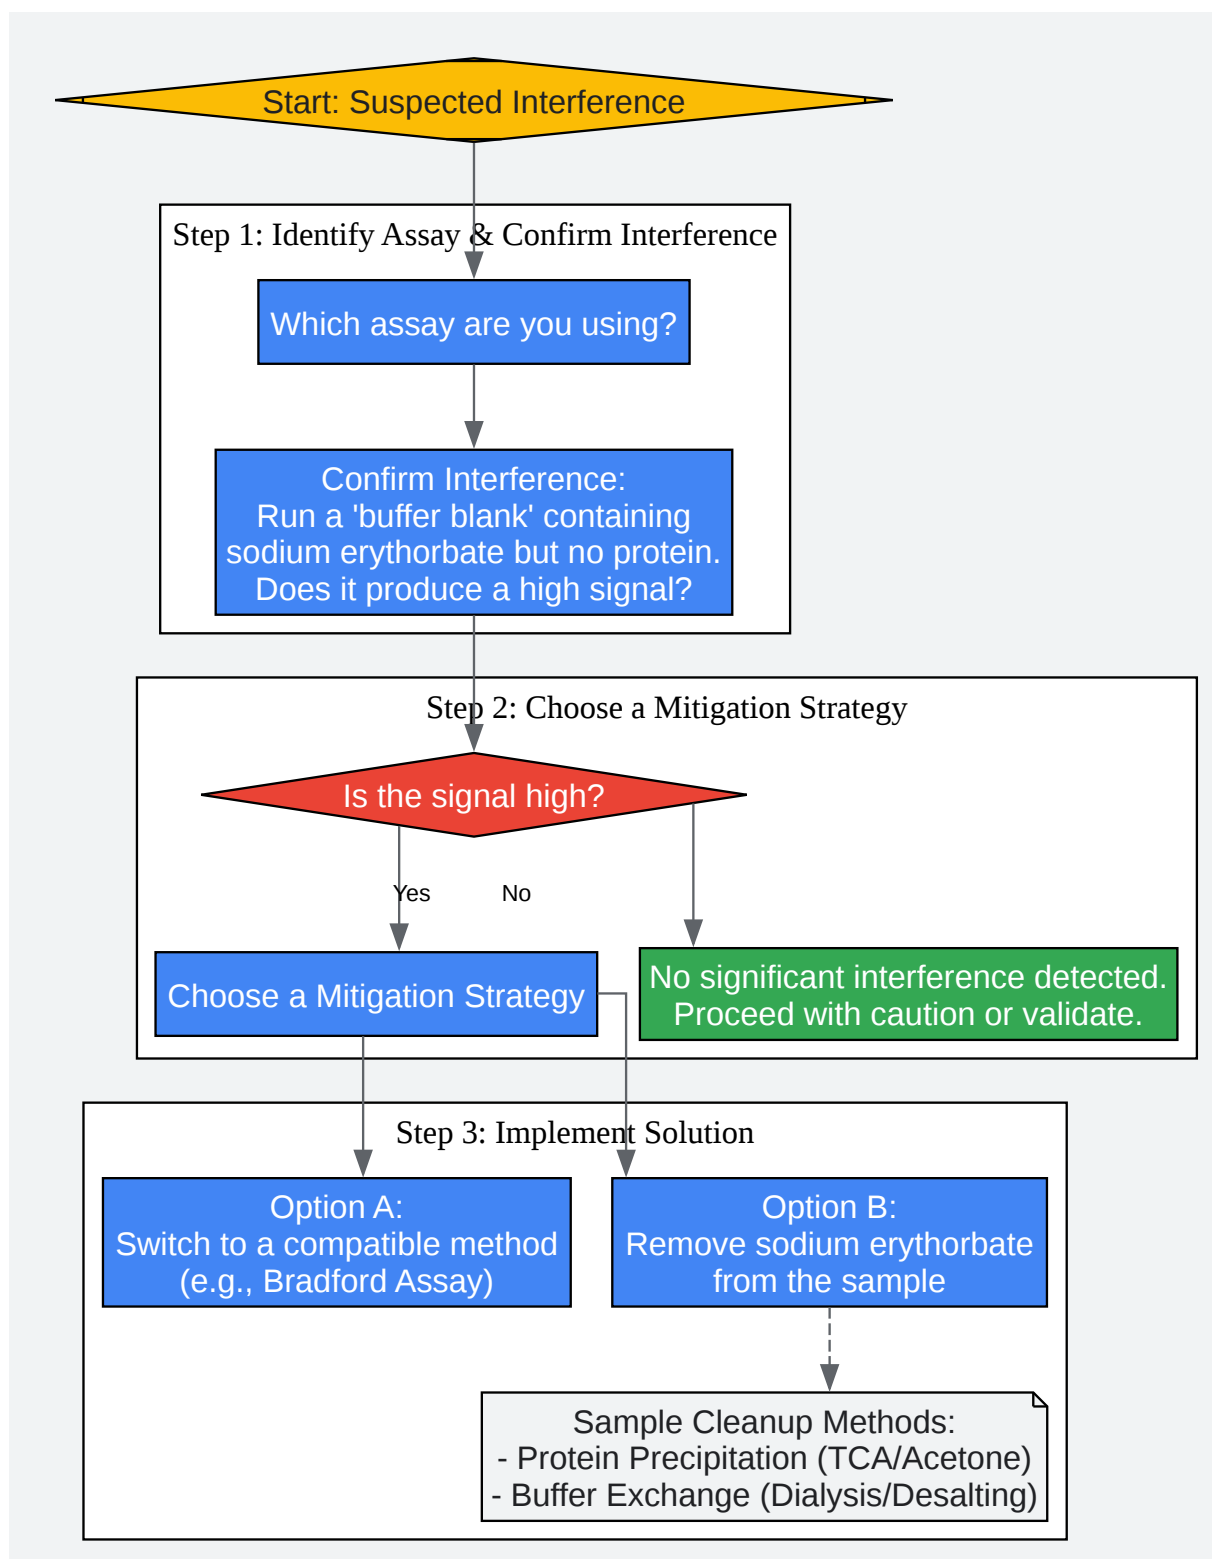 Start: Suspected Interference
Step 1: Identify Assay & Confirm Interference
Which assay are you using?
Confirm Interference:
Run a 'buffer blank' containing
sodium erythorbate but no protein.
Does it produce a high signal?
Step 2: Choose a Mitigation Strategy
Is the signal high?
Yes
No
Choose a Mitigation Strategy
No significant interference detected.
Proceed with caution or validate.
Step 3: Implement Solution
Option A:
Switch to a compatible method
(e.g., Bradford Assay)
Option B:
Remove sodium erythorbate
from the sample
Sample Cleanup Methods:
- Protein Precipitation (TCA/Acetone)
- Buffer Exchange (Dialysis/Desalting)